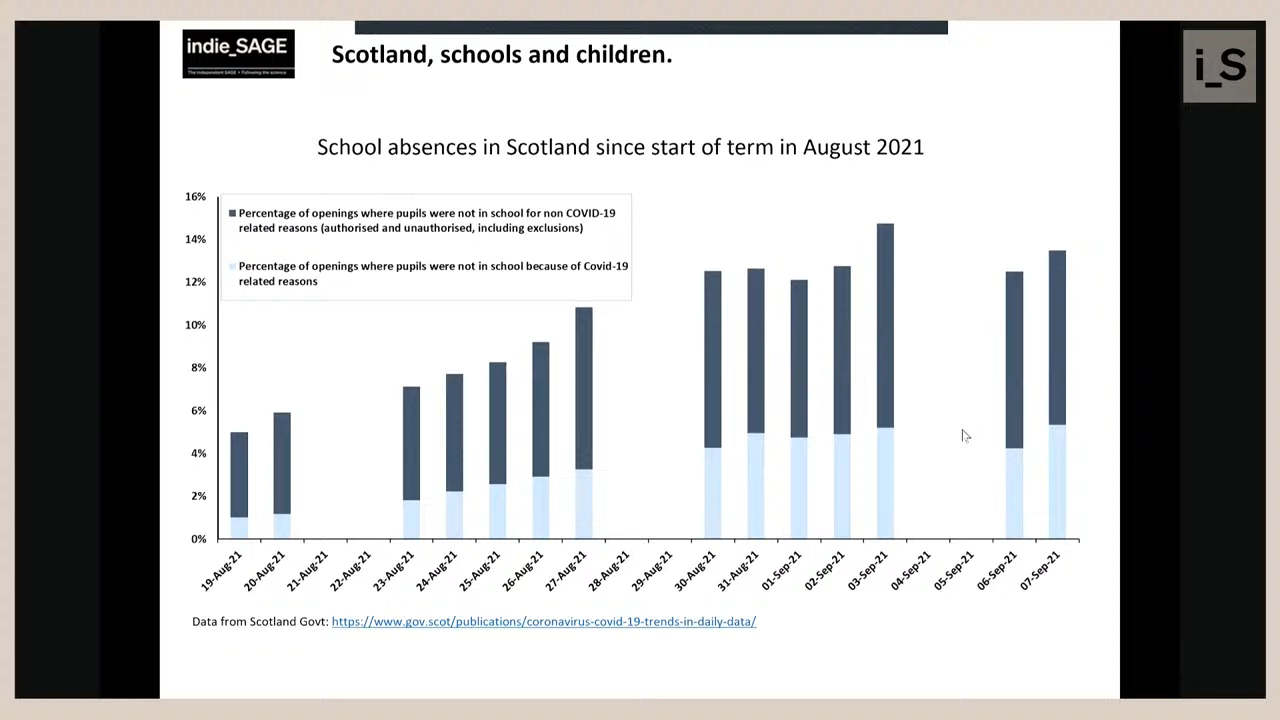 indie_SAGE
The Independent SAGE • Following the science
Scotland, schools and children.
i_S
School absences in Scotland since start of term in August 2021
16%
14%
12%
10%
8%
6%
4%
2%
0%
Percentage of openings where pupils were not in school for non COVID-19
related reasons (authorised and unauthorised, including exclusions)
Percentage of openings where pupils were not in school because of Covid-19
related reasons
19-Aug-21
20-Aug-21
21-Aug-21
22-Aug-21
23-Aug-21
24-Aug-21
25-Aug-21
26-Aug-21
27-Aug-21
28-Aug-21
29-Aug-21
30-Aug-21
31-Aug-21
01-Sep-21
02-Sep-21
03-Sep-21
04-Sep-21
05-Sep-21
06-Sep-21
07-Sep-21
Data from Scotland Govt: https://www.gov.scot/publications/coronavirus-covid-19-trends-in-daily-data/